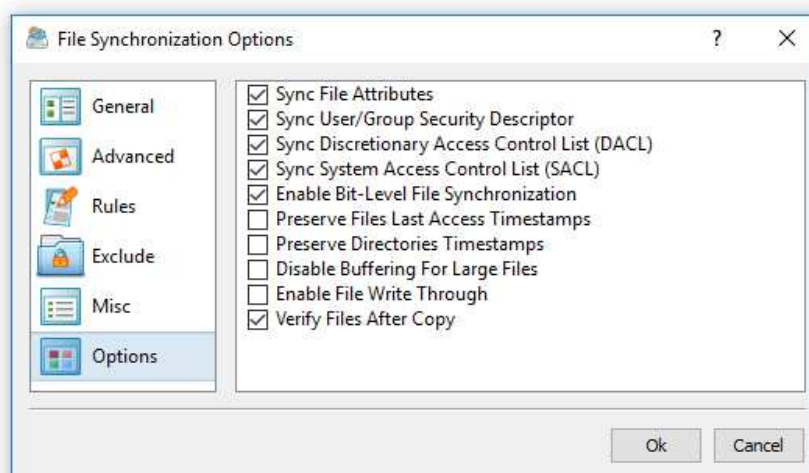 File Synchronization Options
?
General
Advanced
Rules
Exclude
Misc
Options
Sync File Attributes
Sync User/Group Security Descriptor
Sync Discretionary Access Control List (DACL)
Sync System Access Control List (SACL)
Enable Bit-Level File Synchronization
Preserve Files Last Access Timestamps
Preserve Directories Timestamps
Disable Buffering For Large Files
Enable File Write Through
Verify Files After Copy
Ok
Cancel